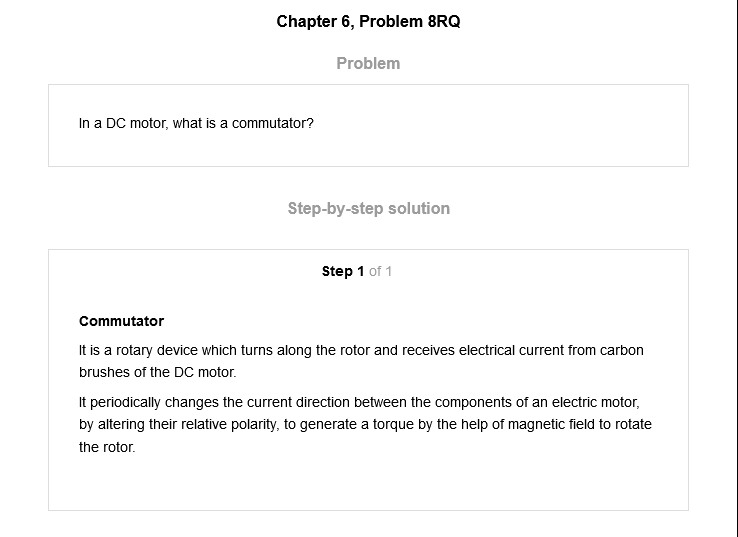 Chapter 6, Problem 8RQ
Problem
In a DC motor, what is a commutator?
Step-by-step solution
Step 1 of 1
Commutator
It is a rotary device which turns along the rotor and receives electrical current from carbon
brushes of the DC motor.
It periodically changes the current direction between the components of an electric motor,
by altering their relative polarity, to generate a torque by the help of magnetic field to rotate
the rotor.